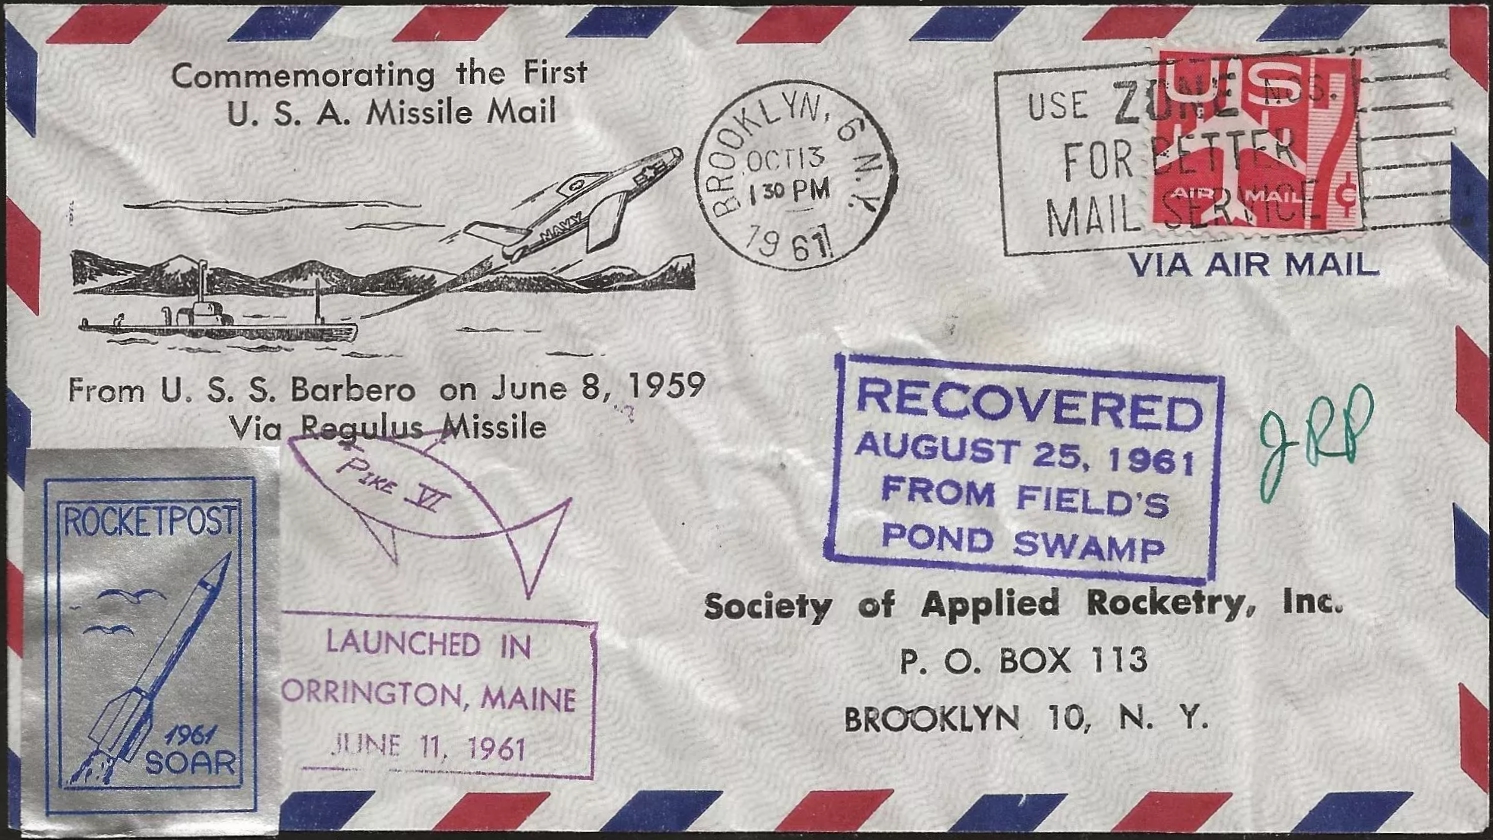 Commemorating the First
U. S. A. Missile Mail
NAVY
From U. S. S. Barbero on June 8, 1959
Via Regulus Missile
BROOKLYN, 6 N.Y.
OCT 13
1 30 PM
1961
USE ZONE NOS.
FOR BETTER
MAIL SERVICE
US
AIR MAIL
7¢
VIA AIR MAIL
RECOVERED
AUGUST 25, 1961
FROM FIELD'S
POND SWAMP
JRP
PIKE VI
ROCKETPOST
1961
SOAR
LAUNCHED IN
ORRINGTON, MAINE
JUNE 11, 1961
Society of Applied Rocketry, Inc.
P. O. BOX 113
BROOKLYN 10, N. Y.